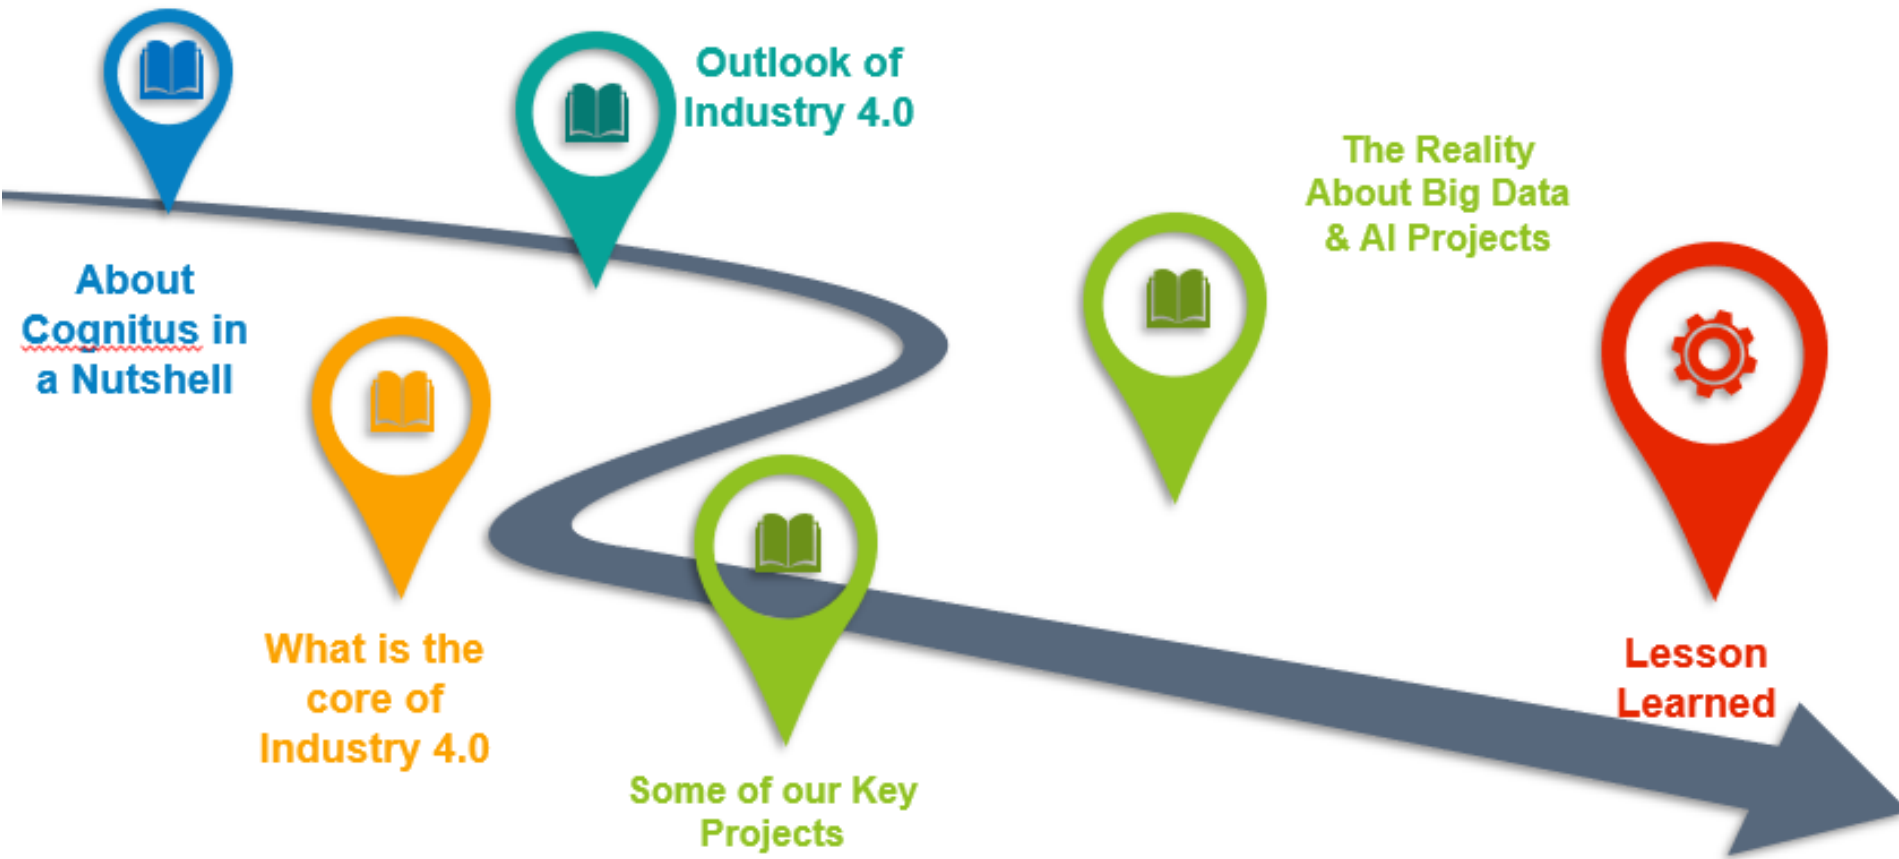 About
Cognitus in
a Nutshell
Outlook of
Industry 4.0
What is the
core of
Industry 4.0
Some of our Key
Projects
The Reality
About Big Data
& AI Projects
Lesson
Learned